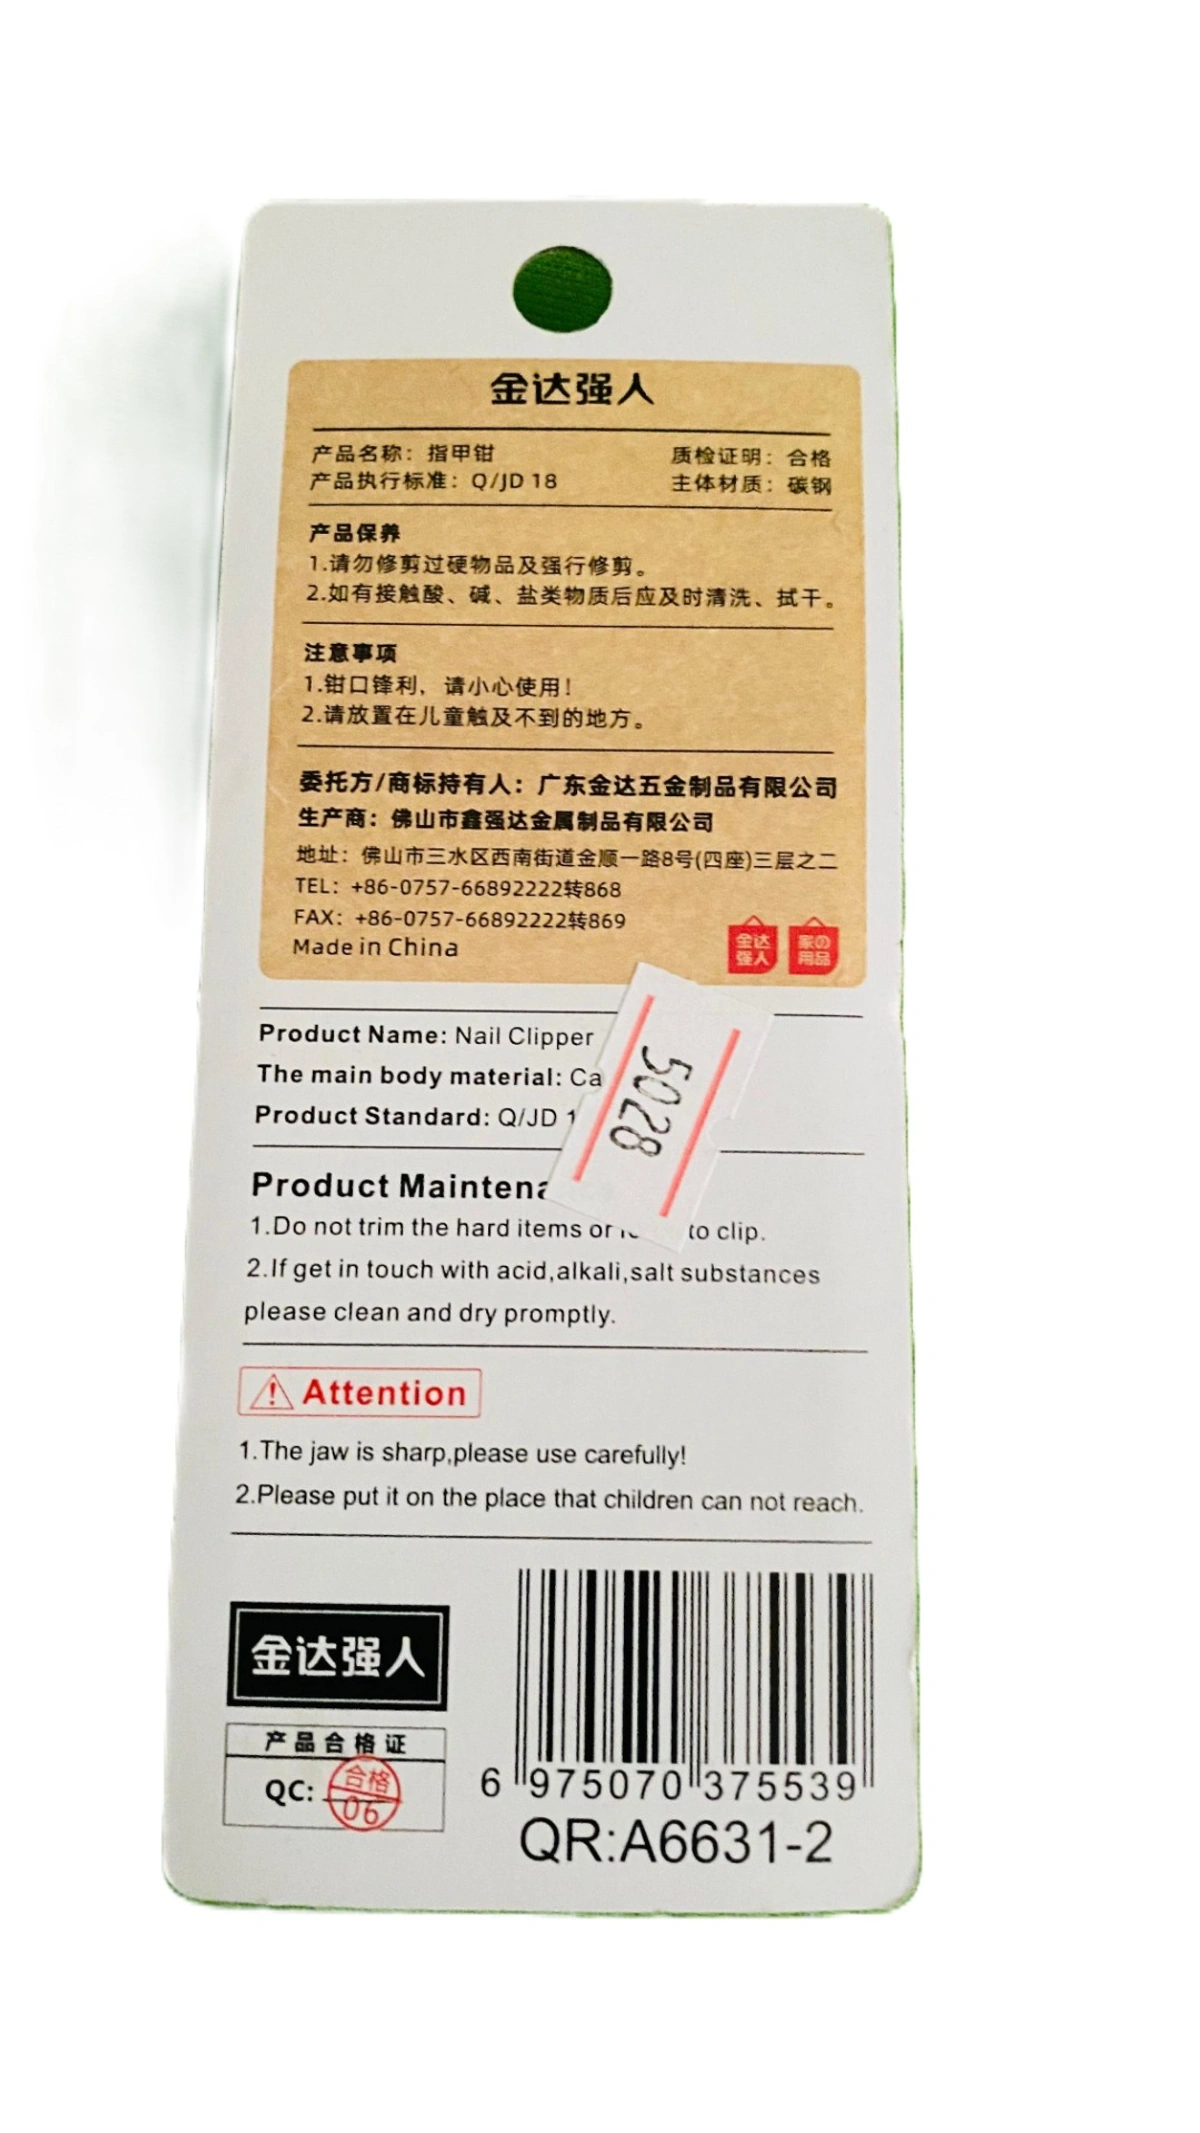 金达强人
产品名称：指甲钳 质检证明：合格
产品执行标准：Q/JD 18 主体材质：碳钢
产品保养
1.请勿修剪过硬物品及强行修剪。
2.如有接触酸、碱、盐类物质后应及时清洗、拭干。
注意事项
1.钳口锋利，请小心使用！
2.请放置在儿童触及不到的地方。
委托方/商标持有人：广东金达五金制品有限公司
生产商：佛山市鑫强达金属制品有限公司
地址：佛山市三水区西南街道金顺一路8号(四座)三层之二
TEL：+86-0757-66892222转868
FAX：+86-0757-66892222转869
Made in China
金达
强人
家の
用品
Product Name: Nail Clipper
The main body material: Ca
Product Standard: Q/JD 1
5028
Product Maintena
1.Do not trim the hard items or to clip.
2.If get in touch with acid,alkali,salt substances
please clean and dry promptly.
Attention
1.The jaw is sharp,please use carefully!
2.Please put it on the place that children can not reach.
金达强人
产品合格证
QC: 合格 06
6 975070 375539
QR:A6631-2